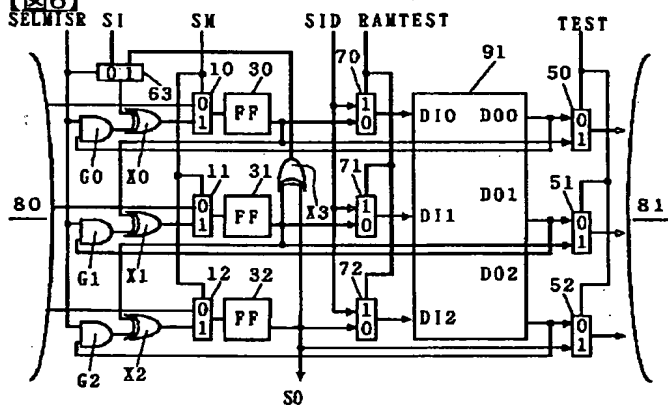 【図6】
SELMISR SI SM SID RAMTEST TEST
0 1 63 10 30 70 91 50
0 1 FF 1 0 DI0 DO0 0 1
G0 X0 11 31 71 X3 51
80 0 1 FF 1 0 DI1 DO1 0 1 81
G1 X1 12 32 72 DO2 52
0 1 FF 1 0 DI2 0 1
G2 X2
SO